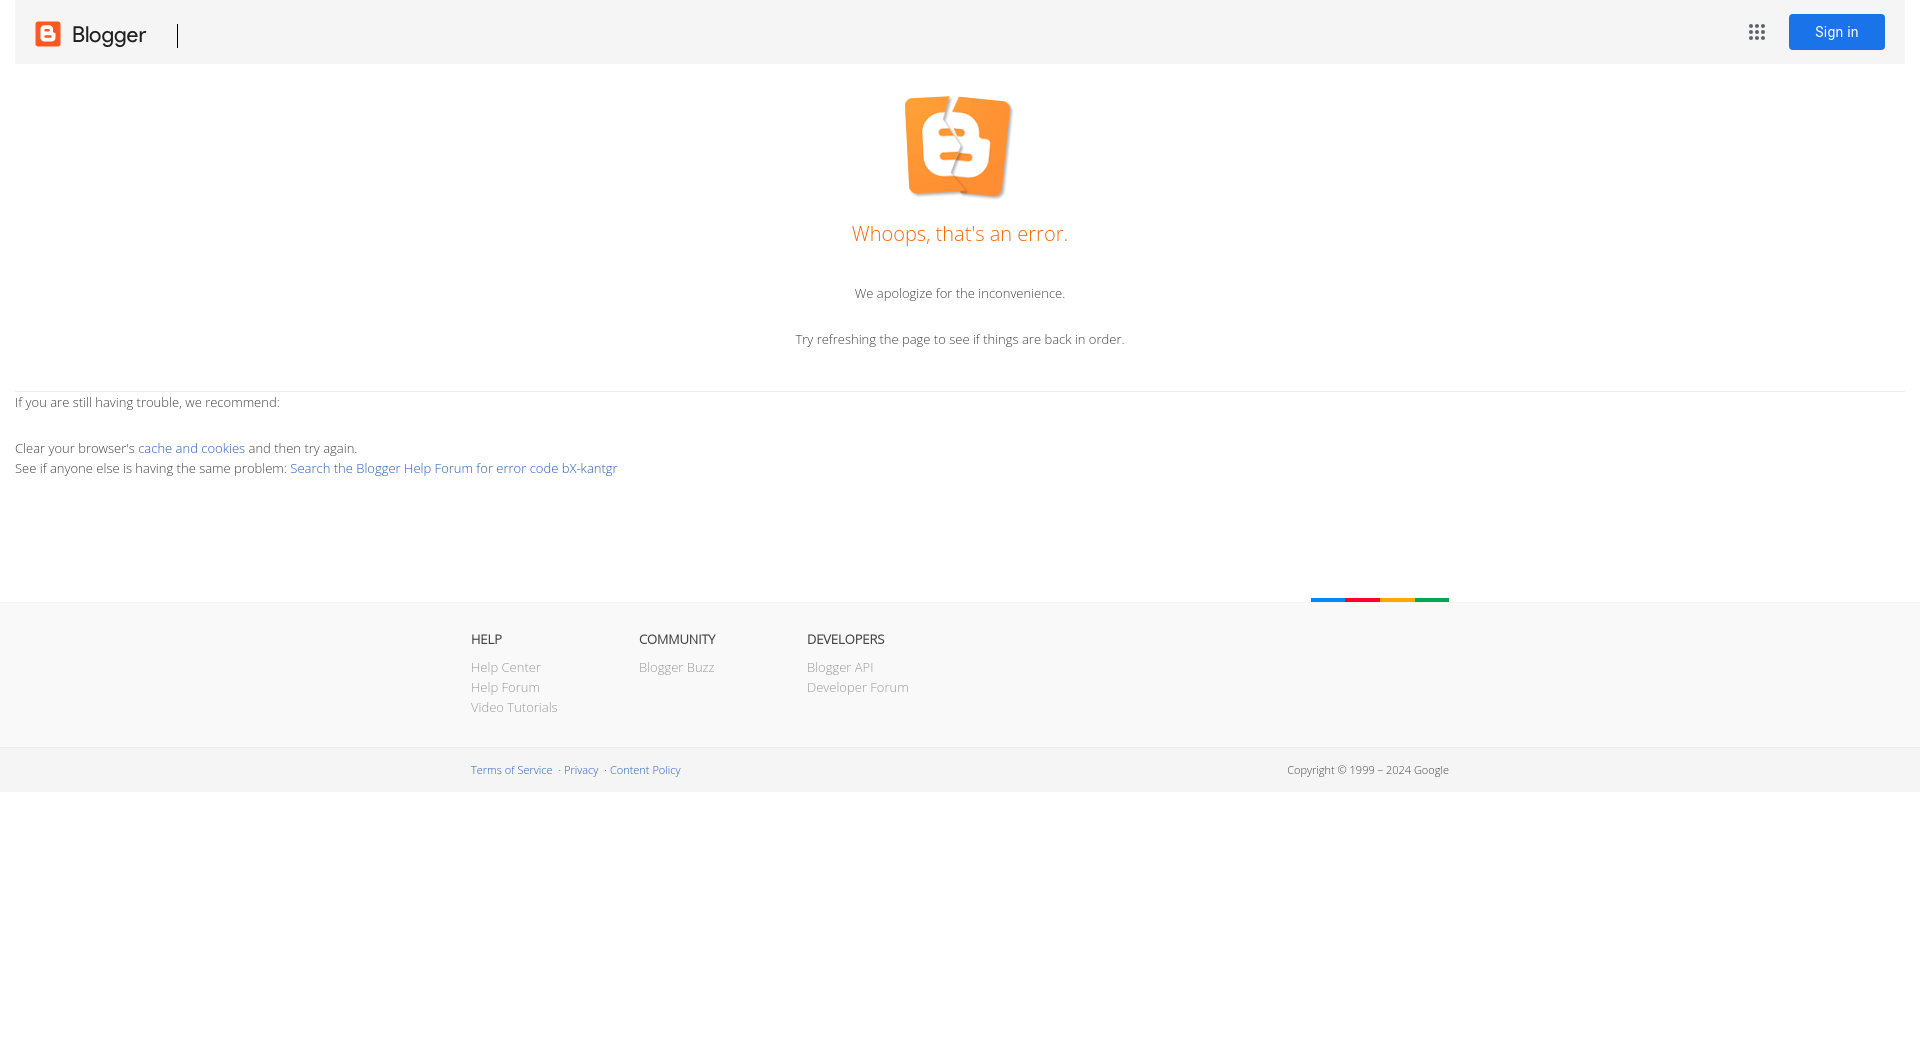 Blogger
Sign in
Whoops, that's an error.
We apologize for the inconvenience.
Try refreshing the page to see if things are back in order.
If you are still having trouble, we recommend:
Clear your browser's cache and cookies and then try again.
See if anyone else is having the same problem: Search the Blogger Help Forum for error code bX-kantgr
HELP
Help Center
Help Forum
Video Tutorials
COMMUNITY
Blogger Buzz
DEVELOPERS
Blogger API
Developer Forum
Terms of Service · Privacy · Content Policy
Copyright © 1999 – 2024 Google